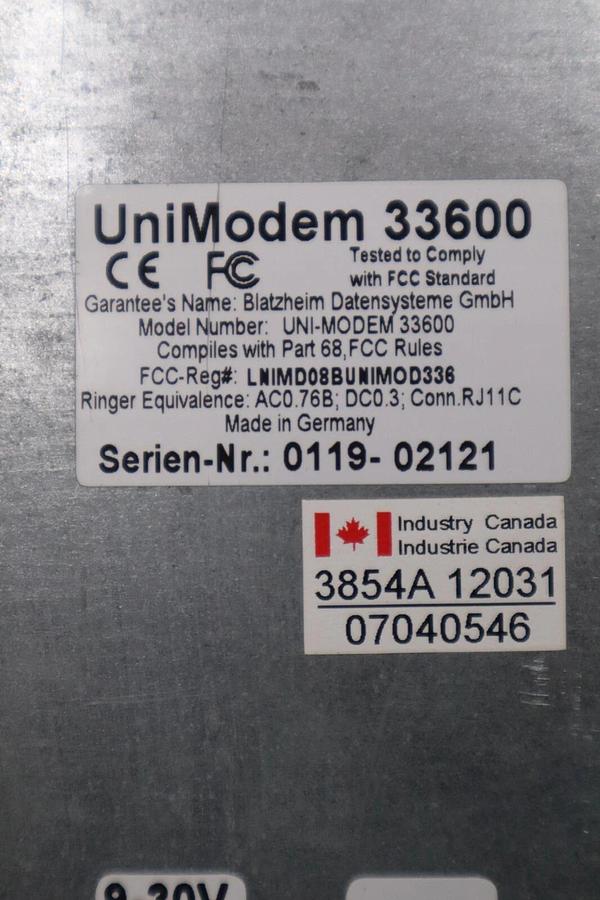 UniModem 33600
CE FC Tested to Comply
with FCC Standard
Garantee's Name: Blatzheim Datensysteme GmbH
Model Number: UNI-MODEM 33600
Compiles with Part 68,FCC Rules
FCC-Reg#: LNIMD08BUNIMOD336
Ringer Equivalence: AC0.76B; DC0.3; Conn.RJ11C
Made in Germany
Serien-Nr.: 0119- 02121
Industry Canada
Industrie Canada
3854A 12031
07040546
9-30V